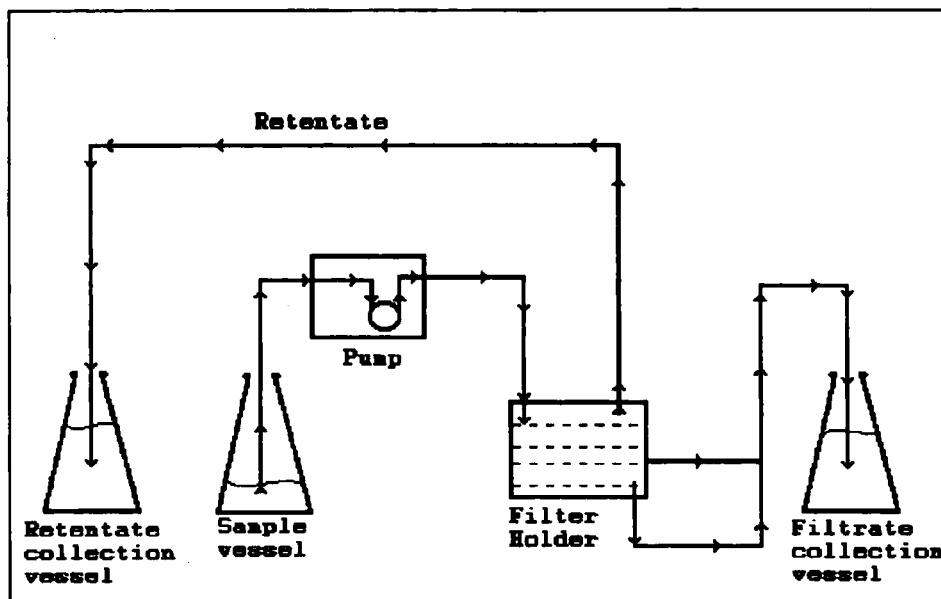 Retentate
Pump
Retentate
collection
vessel
Sample
vessel
Filter
Holder
Filtrate
collection
vessel